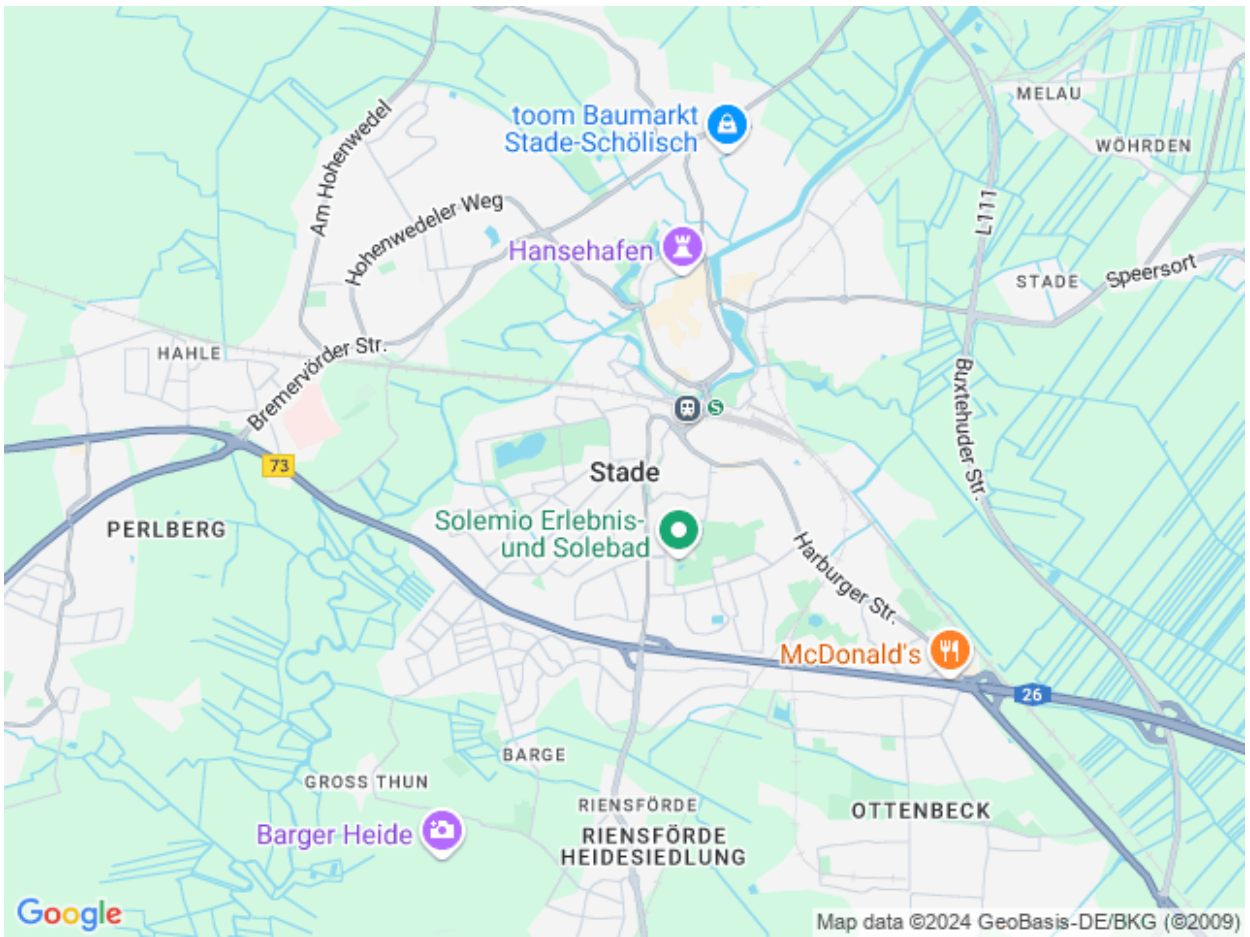 MELAU
toom Baumarkt
Stade-Schölisch
WÖHRDEN
Am Hohenwedel
Hohenwedeler Weg
L111
Hansehafen
Speersort
STADE
HAHLE
Bremervörder Str.
Buxtehuder Str.
S
73
Stade
PERLBERG
Solemio Erlebnis-
und Solebad
Harburger Str.
McDonald's
26
BARGE
GROSS THUN
RIENSFÖRDE
OTTENBECK
Barger Heide
RIENSFÖRDE
HEIDESIEDLUNG
Google
Map data ©2024 GeoBasis-DE/BKG (©2009)